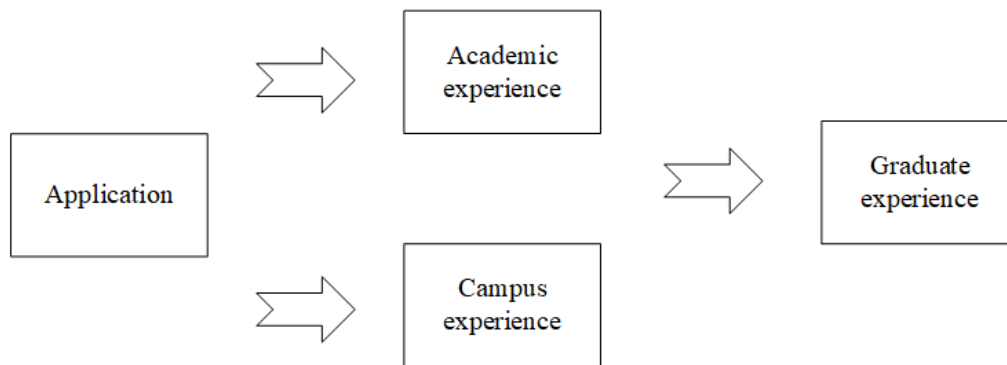 Application
Academic
experience
Campus
experience
Graduate
experience